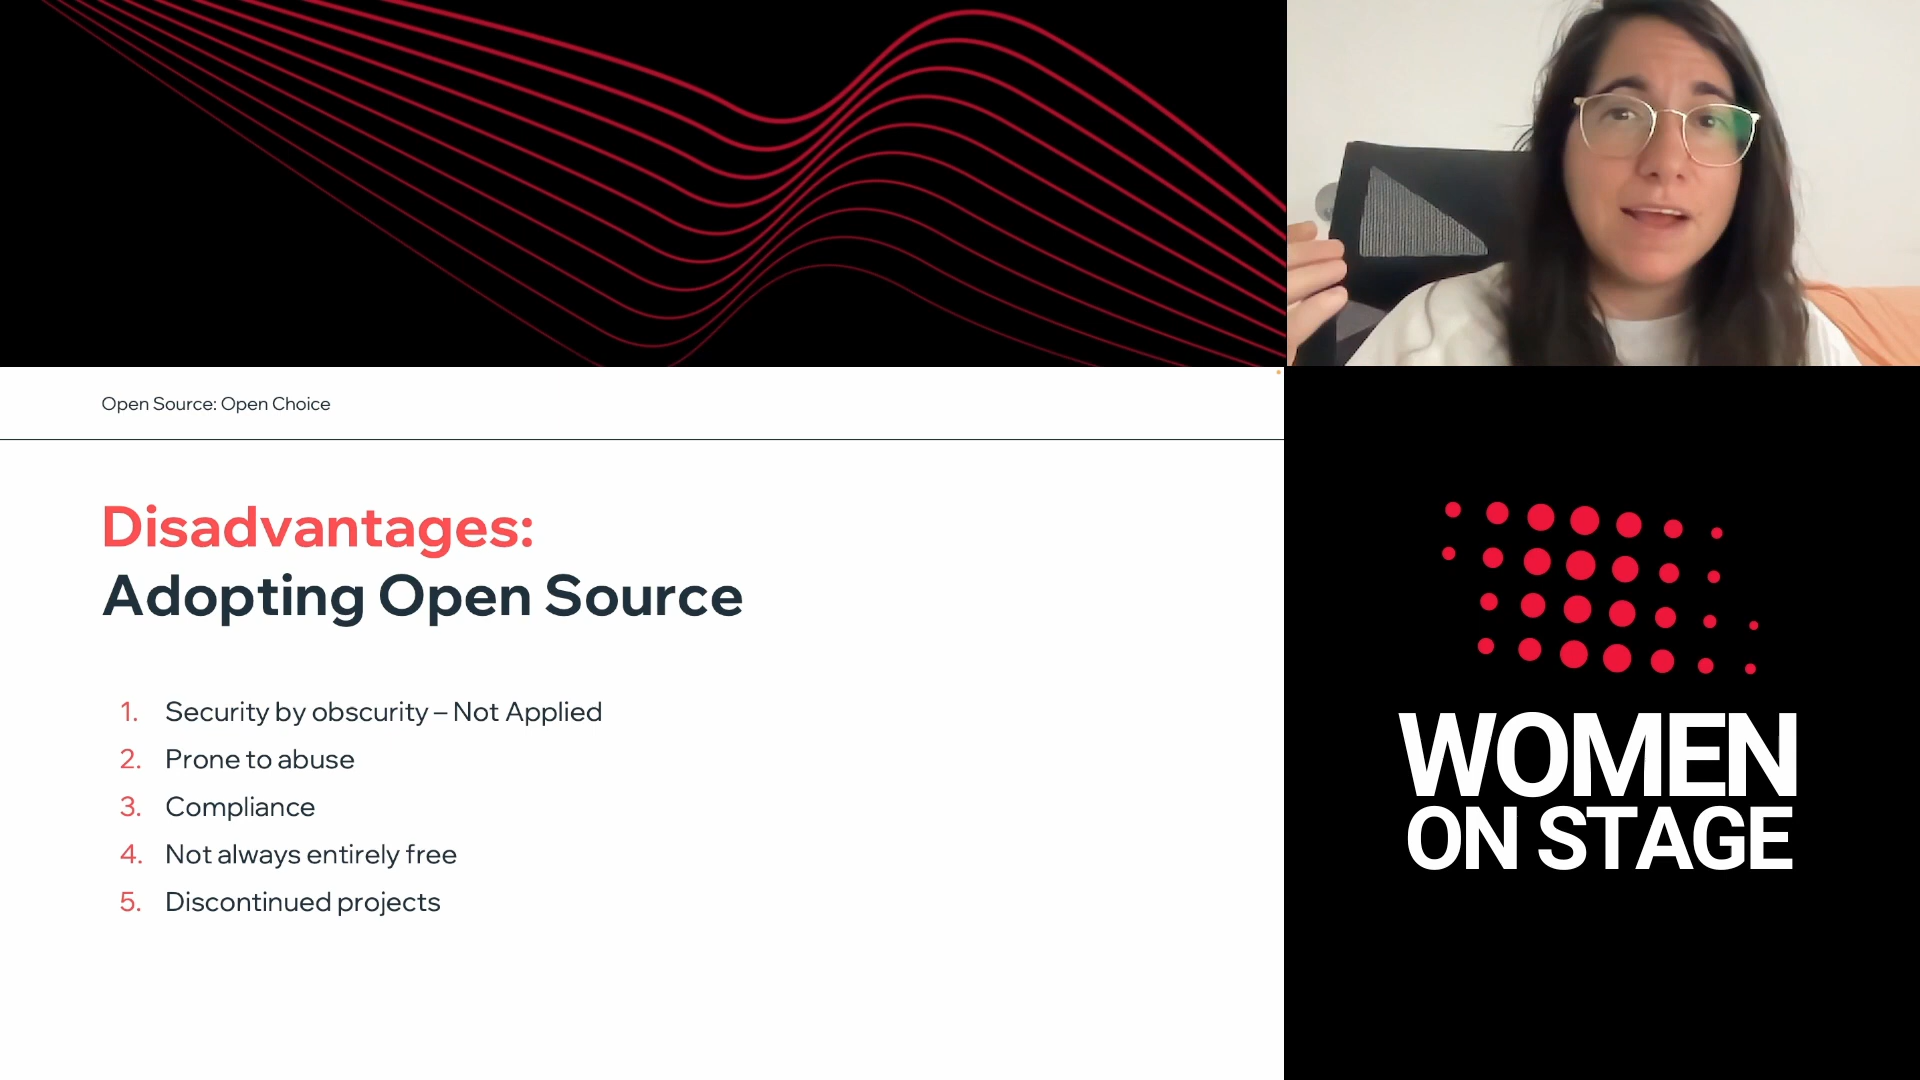 Open Source: Open Choice
Disadvantages:
Adopting Open Source
1. Security by obscurity – Not Applied
2. Prone to abuse
3. Compliance
4. Not always entirely free
5. Discontinued projects
WOMEN
ON STAGE